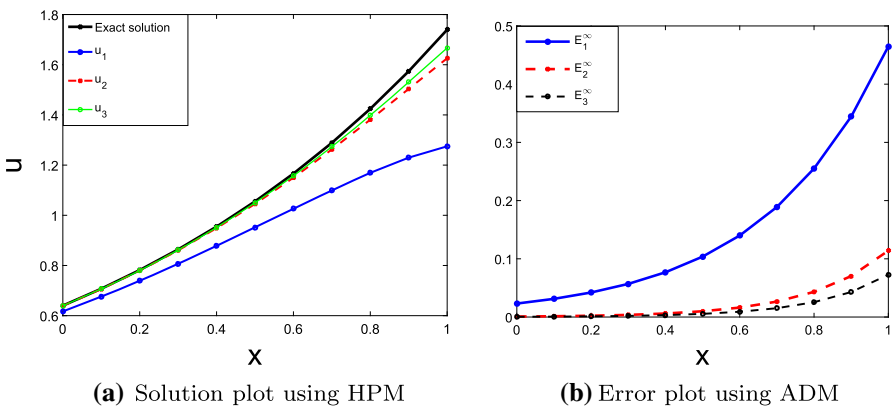 1.8
1.6
1.4
1.2
1
0.8
0.6
u
Exact solution
u1
u2
u3
0 0.2 0.4 0.6 0.8 1
x
(a) Solution plot using HPM
0.5
0.4
0.3
0.2
0.1
0
E1∞
E2∞
E3∞
0 0.2 0.4 0.6 0.8 1
x
(b) Error plot using ADM